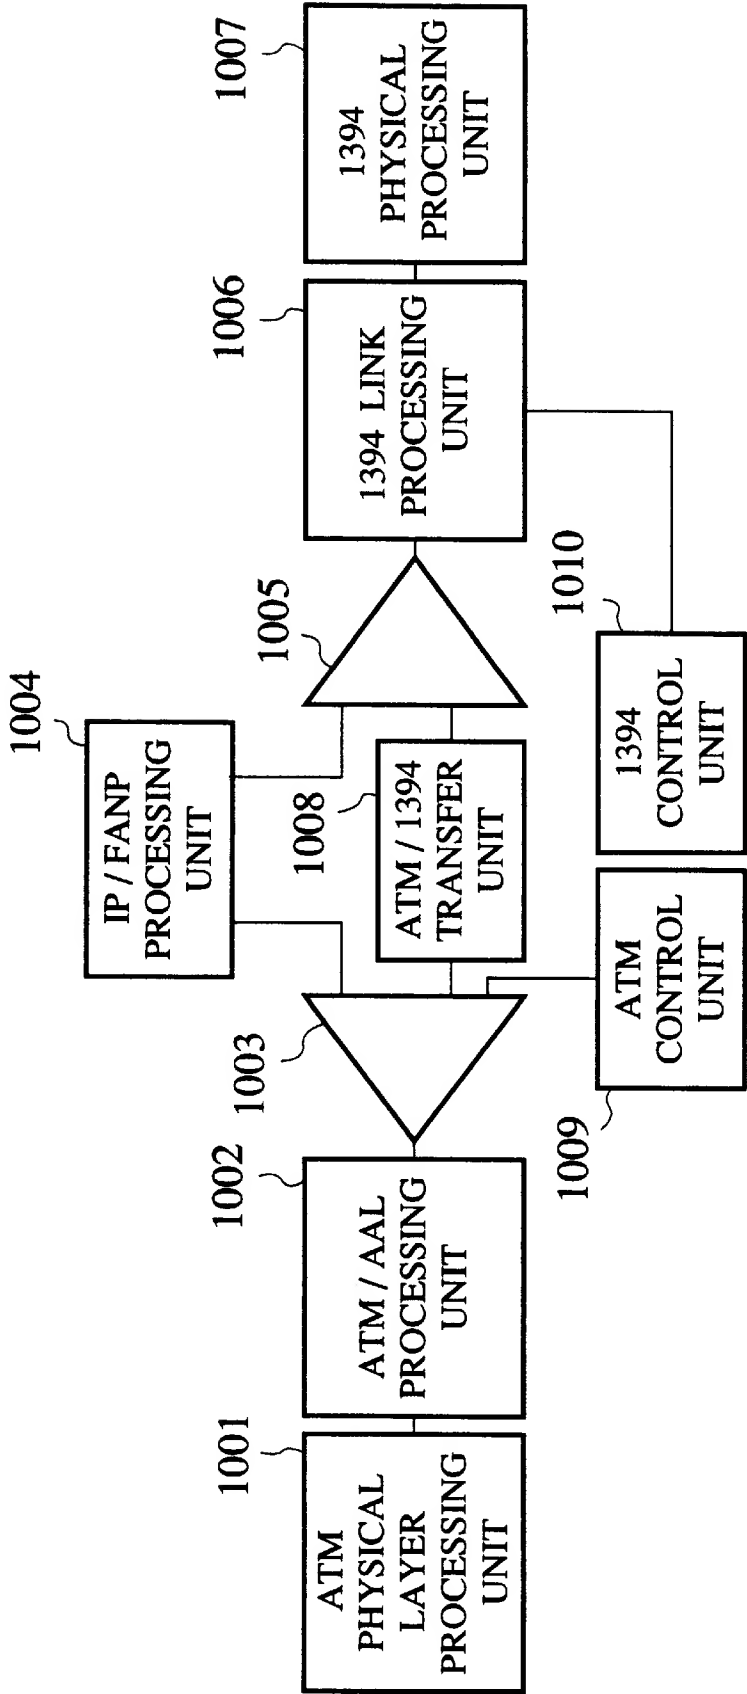 1001
ATM
PHYSICAL
LAYER
PROCESSING
UNIT
1002
ATM / AAL
PROCESSING
UNIT
1003
1004
IP / FANP
PROCESSING
UNIT
1008
ATM / 1394
TRANSFER
UNIT
1005
1006
1394 LINK
PROCESSING
UNIT
1007
1394
PHYSICAL
PROCESSING
UNIT
1009
ATM
CONTROL
UNIT
1010
1394
CONTROL
UNIT